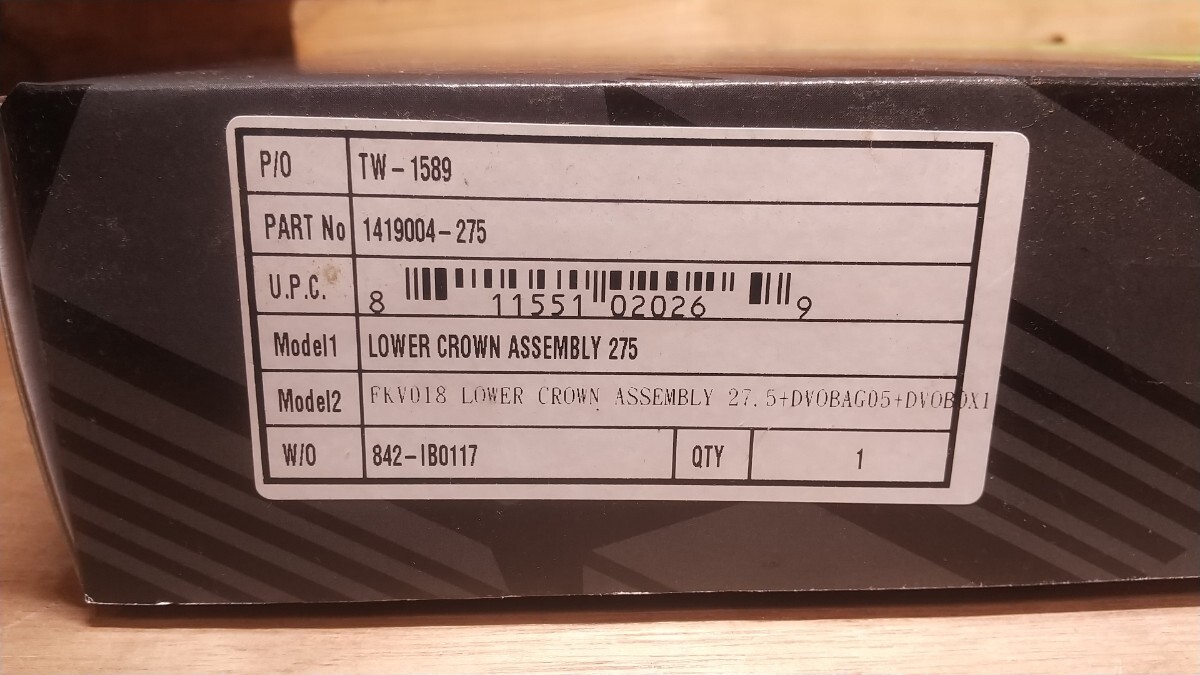 P/O TW-1589
PART No 1419004-275
U.P.C. 8 11551 02026 9
Model1 LOWER CROWN ASSEMBLY 275
Model2 FKV018 LOWER CROWN ASSEMBLY 27.5+DVOBAG05+DVOBOX1
W/O 842-IB0117 QTY 1